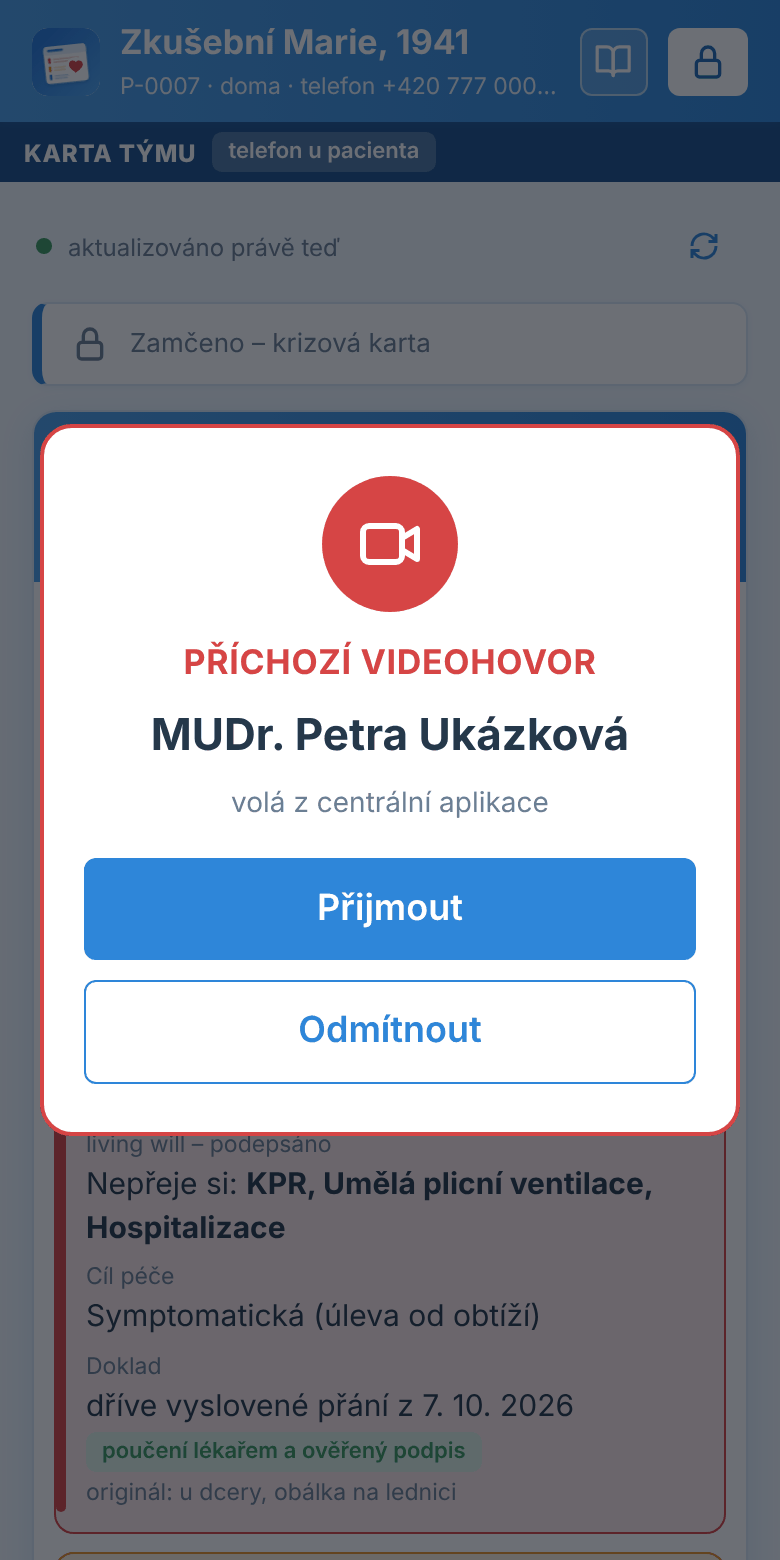 Zkušební Marie, 1941
P-0007 · doma · telefon +420 777 000…
KARTA TÝMU
telefon u pacienta
aktualizováno právě teď
Zamčeno – krizová karta
PŘÍCHOZÍ VIDEOHOVOR
MUDr. Petra Ukázková
volá z centrální aplikace
Přijmout
Odmítnout
living will – podepsáno
Nepřeje si: KPR, Umělá plicní ventilace,
Hospitalizace
Cíl péče
Symptomatická (úleva od obtíží)
Doklad
dříve vyslovené přání z 7. 10. 2026
poučení lékařem a ověřený podpis
originál: u dcery, obálka na lednici